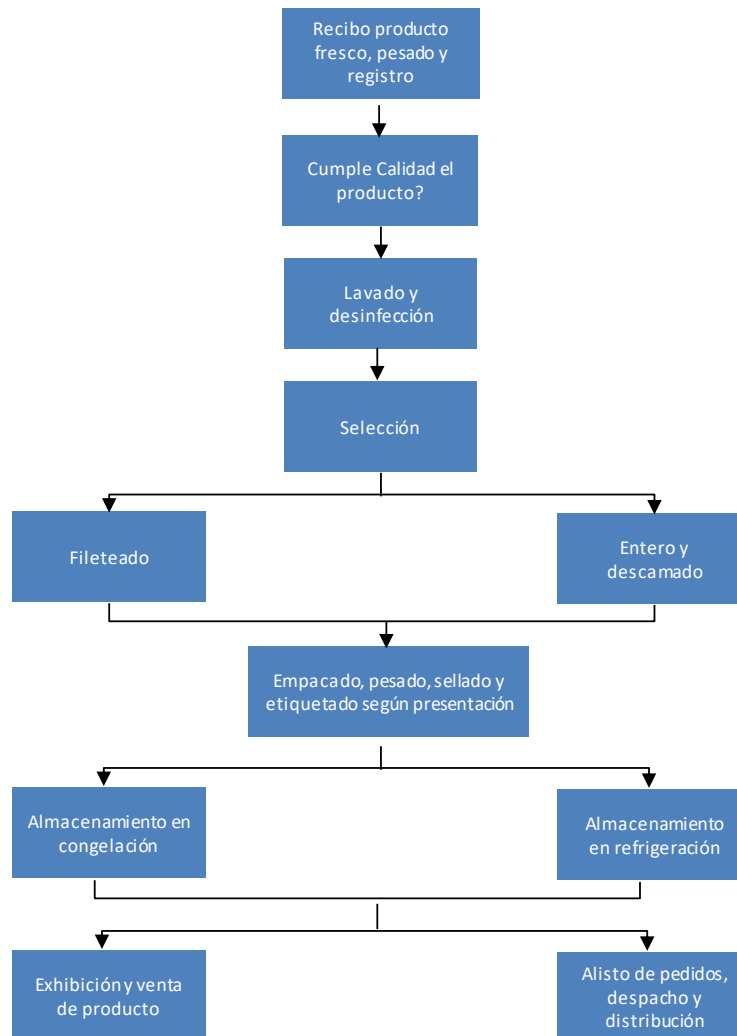 Recibo producto
fresco, pesado y
registro
Cumple Calidad el
producto?
Lavado y
desinfección
Selección
Fileteado
Entero y
descamado
Empacado, pesado, sellado y
etiquetado según presentación
Almacenamiento en
congelación
Almacenamiento
en refrigeración
Exhibición y venta
de producto
Alisto de pedidos,
despacho y
distribución